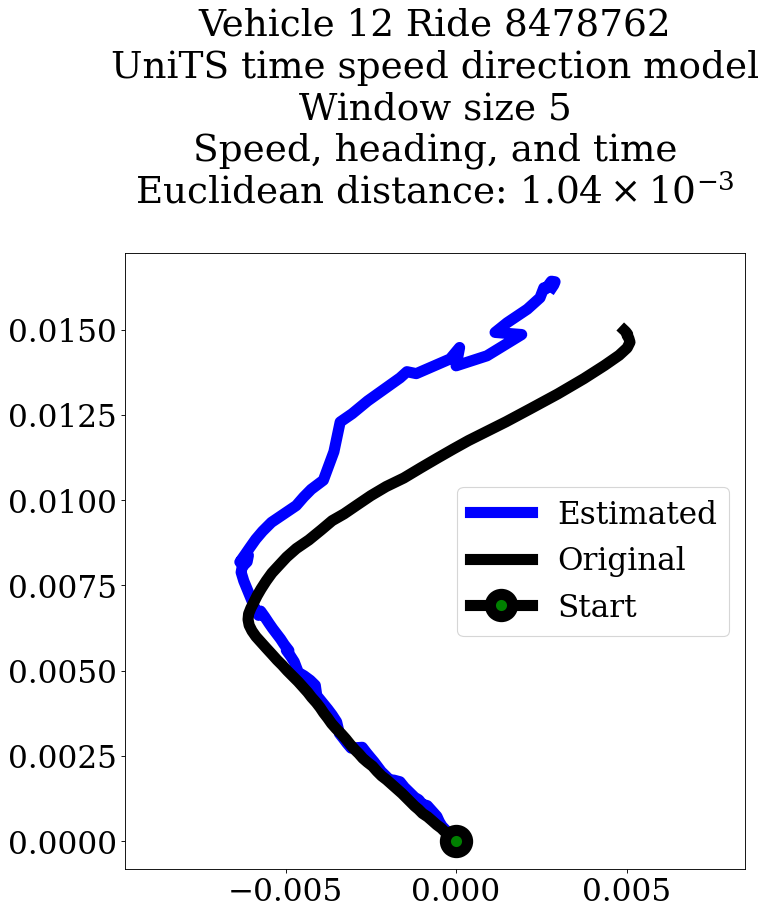 Vehicle 12 Ride 8478762
UniTS time speed direction model
Window size 5
Speed, heading, and time
Euclidean distance: 1.04 × 10⁻³
0.0150
0.0125
0.0100
0.0075
0.0050
0.0025
0.0000
Estimated
Original
Start
−0.005 0.000 0.005